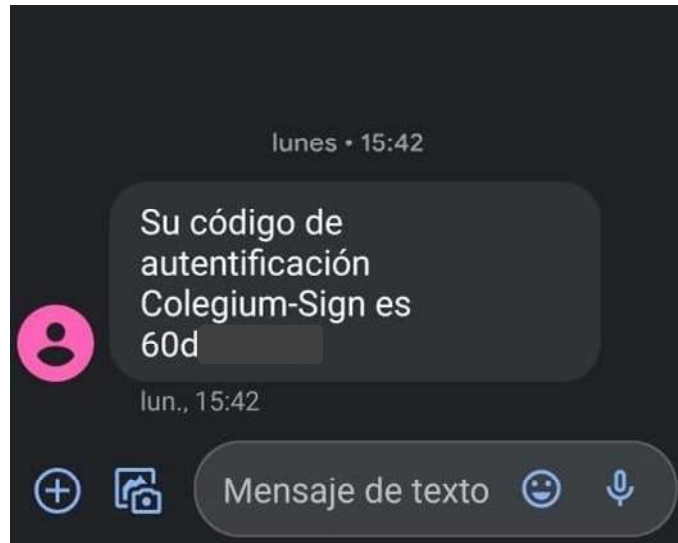 lunes • 15:42
Su código de
autentificación
Colegium-Sign es
60d
lun., 15:42
Mensaje de texto